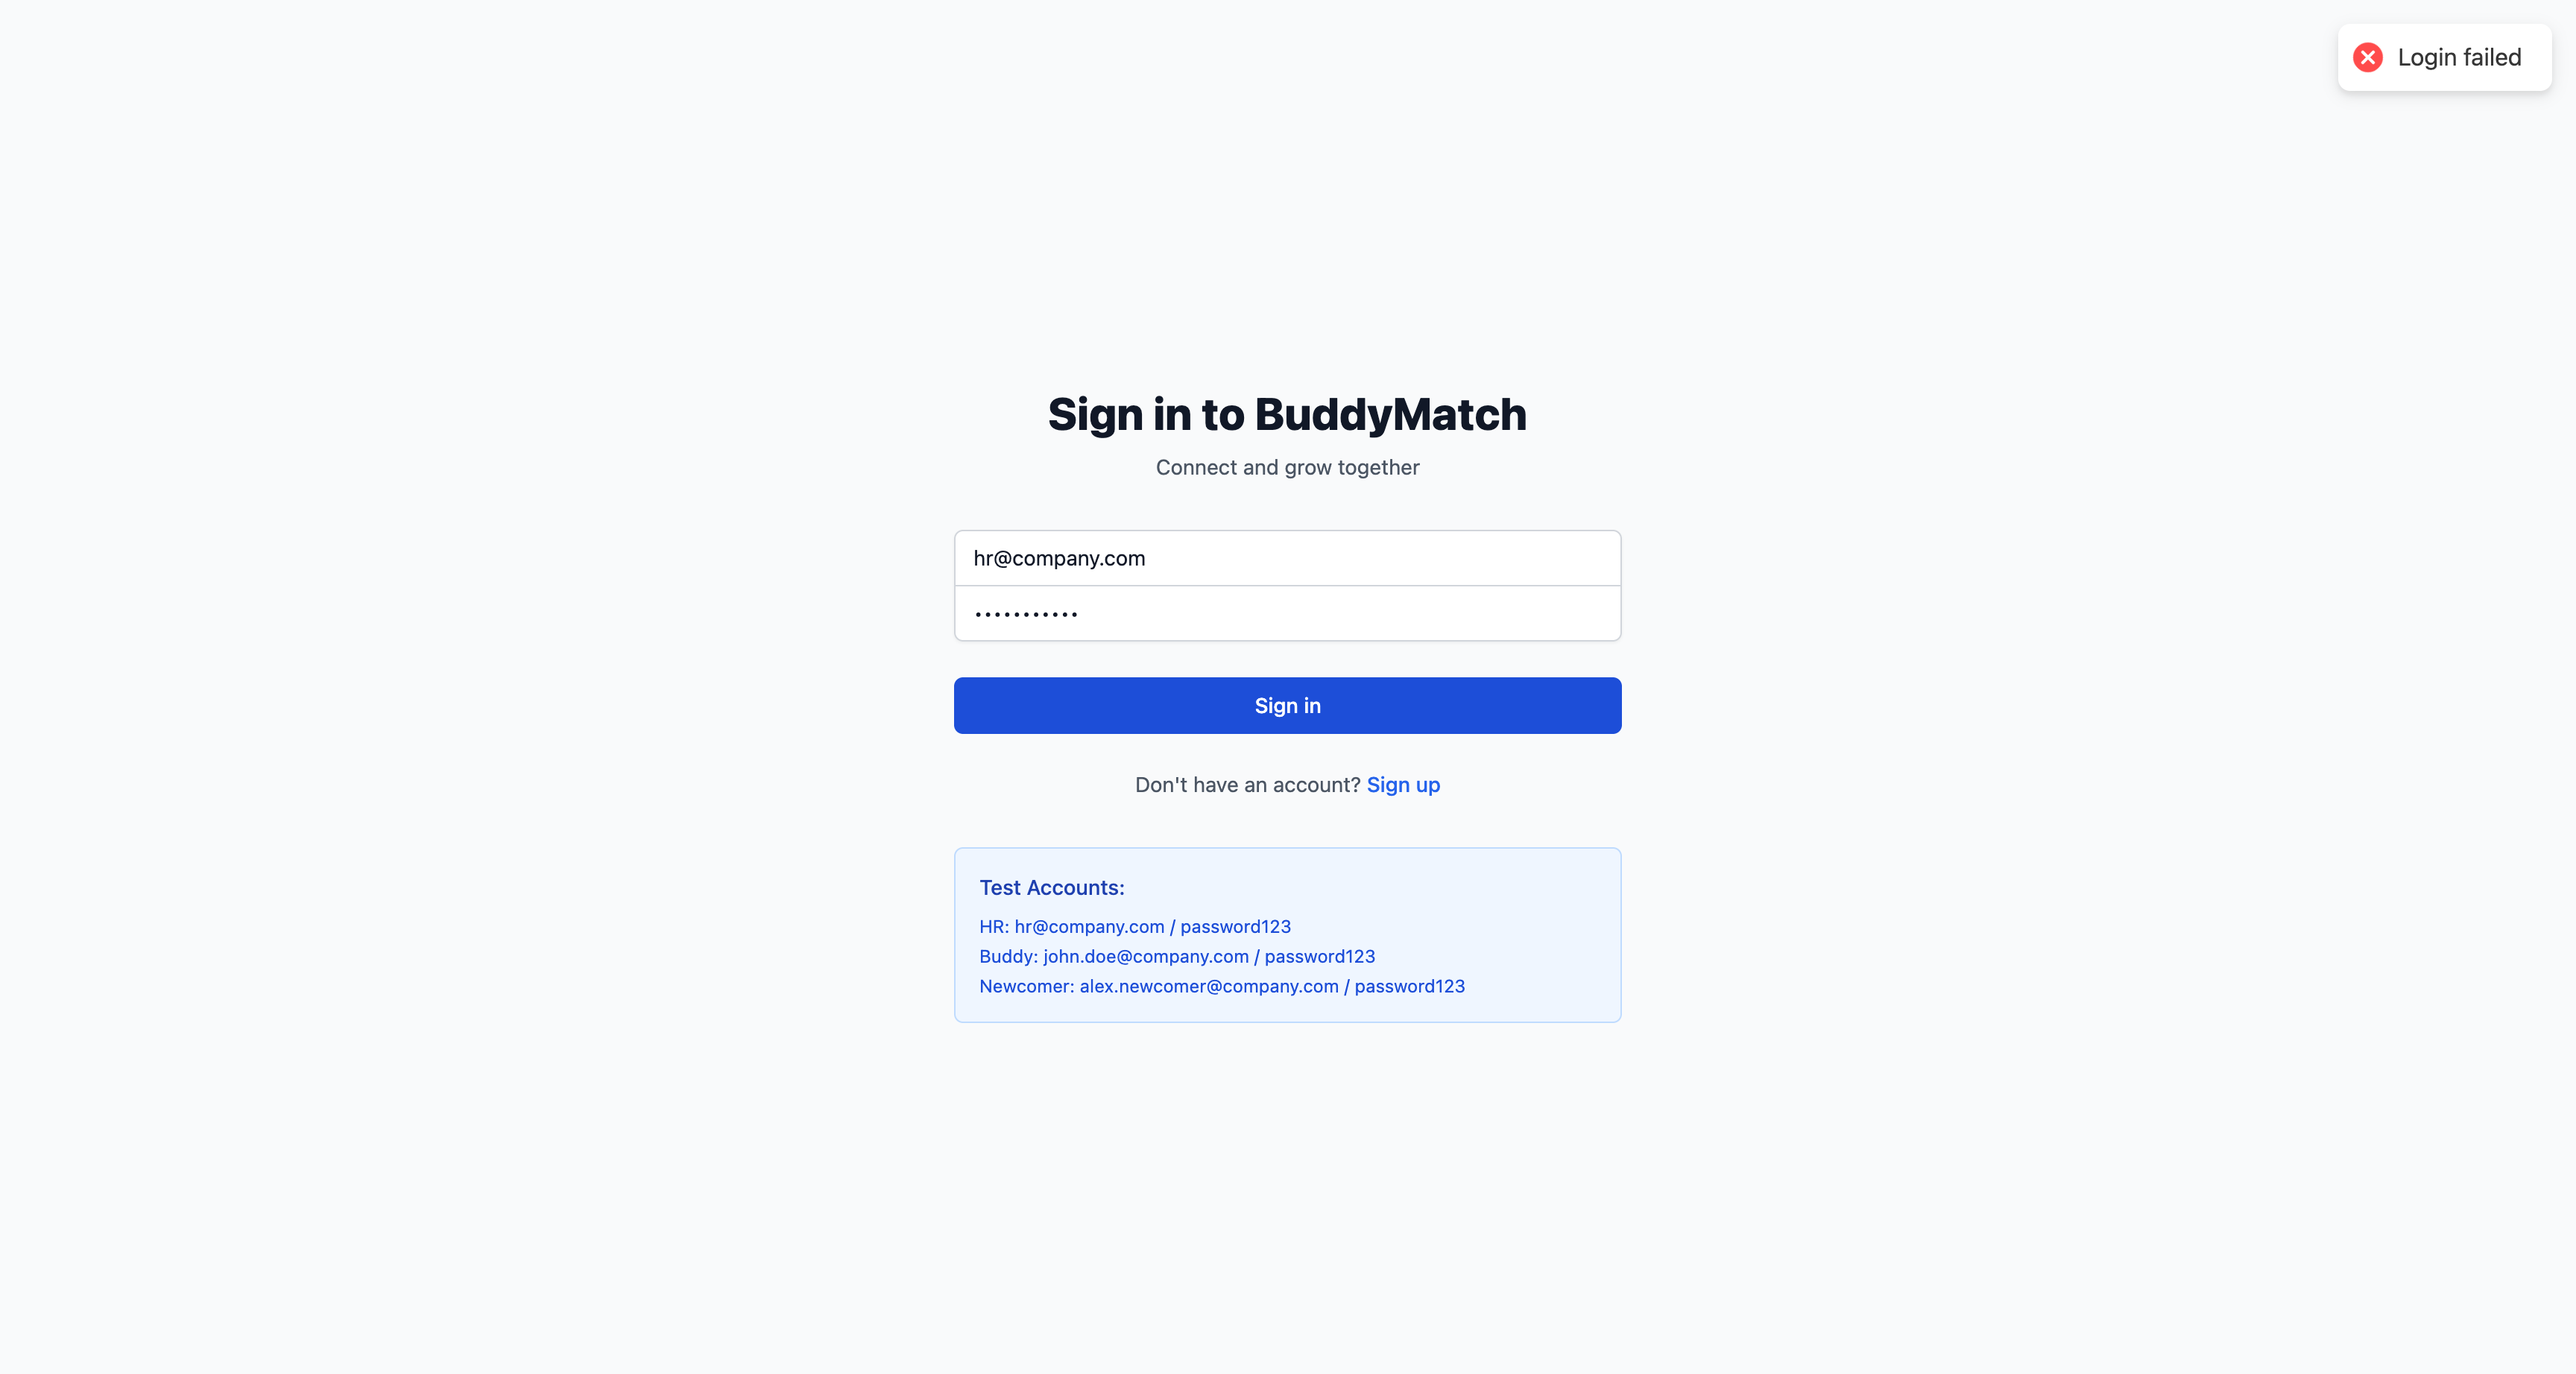 Login failed
Sign in to BuddyMatch
Connect and grow together
hr@company.com
•••••••••••
Sign in
Don't have an account? Sign up
Test Accounts:
HR: hr@company.com / password123
Buddy: john.doe@company.com / password123
Newcomer: alex.newcomer@company.com / password123